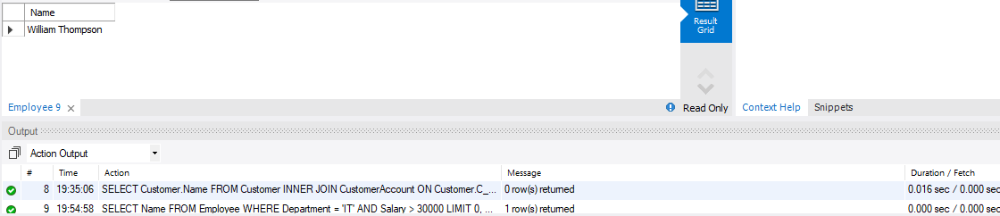 Name
William Thompson
Result
Grid
Employee 9
Read Only
Context Help
Snippets
Output
Action Output
# Time Action Message Duration / Fetch
8 19:35:06 SELECT Customer.Name FROM Customer INNER JOIN CustomerAccount ON Customer.C_... 0 row(s) returned 0.016 sec / 0.000 sec
9 19:54:58 SELECT Name FROM Employee WHERE Department = 'IT' AND Salary > 30000 LIMIT 0, ... 1 row(s) returned 0.000 sec / 0.000 sec